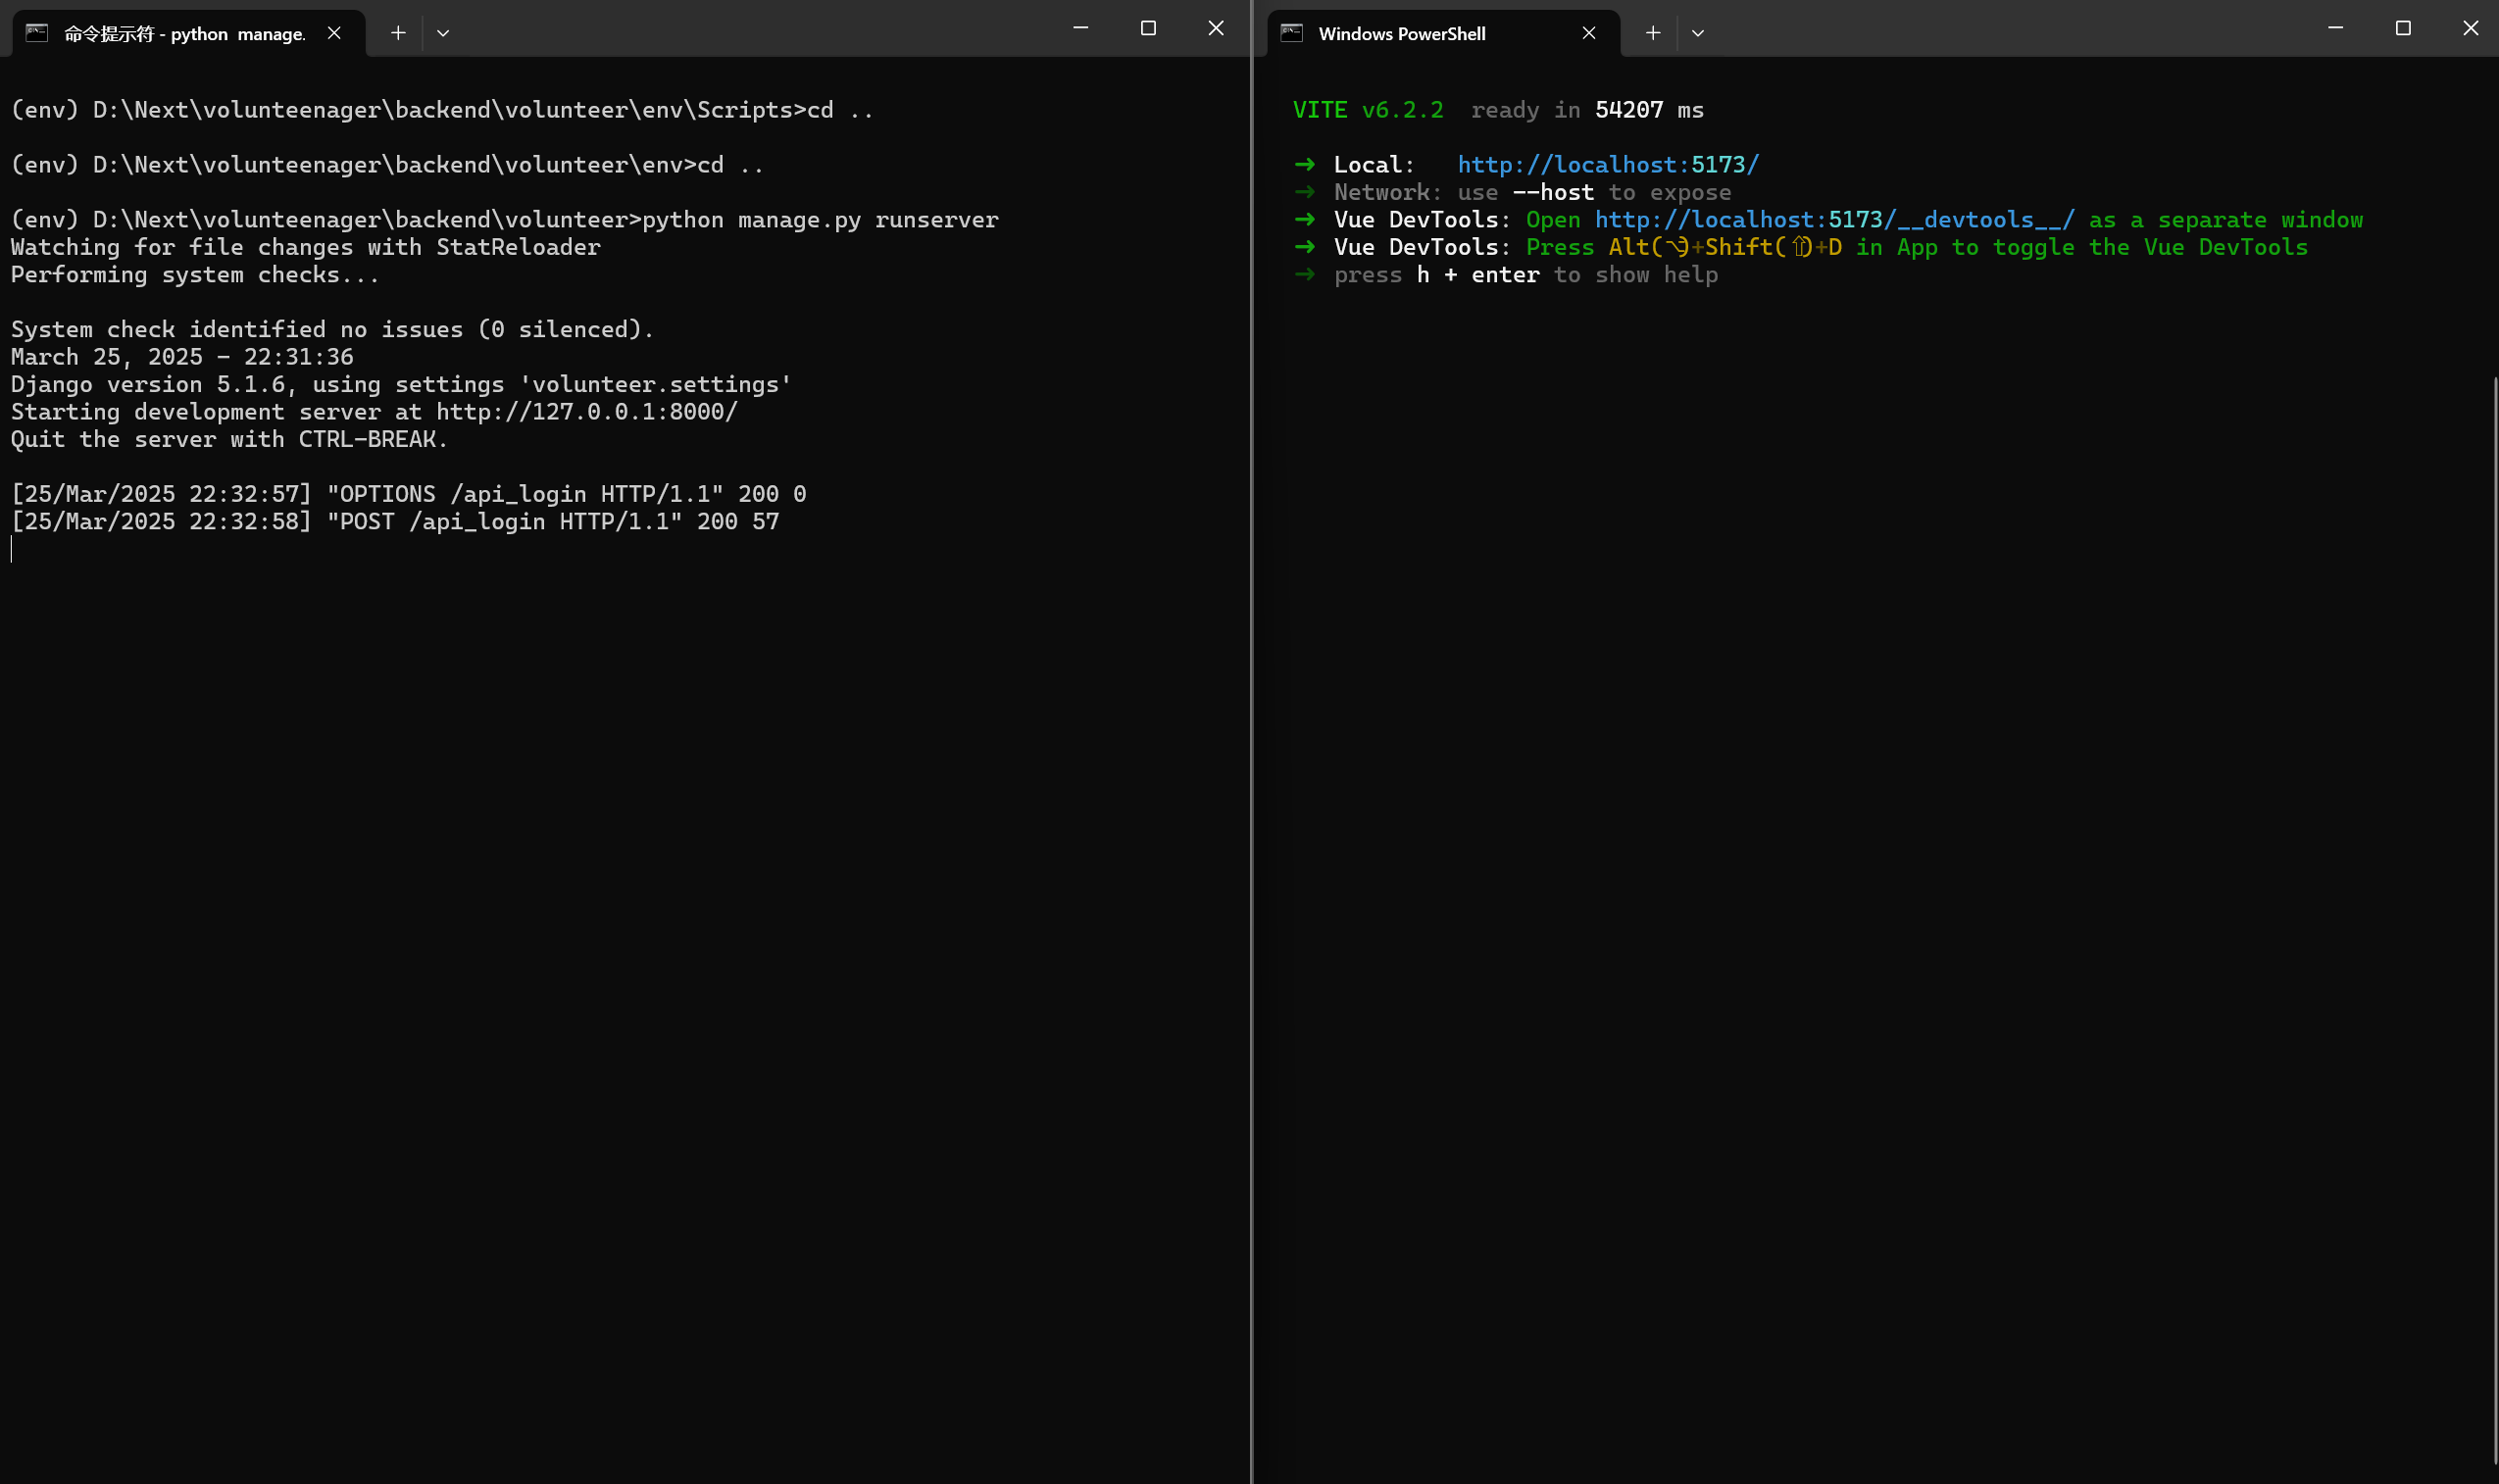 命令提示符 - python  manage.
(env) D:\Next\volunteenager\backend\volunteer\env\Scripts>cd ..
(env) D:\Next\volunteenager\backend\volunteer\env>cd ..
(env) D:\Next\volunteenager\backend\volunteer>python manage.py runserver
Watching for file changes with StatReloader
Performing system checks...
System check identified no issues (0 silenced).
March 25, 2025 - 22:31:36
Django version 5.1.6, using settings 'volunteer.settings'
Starting development server at http://127.0.0.1:8000/
Quit the server with CTRL-BREAK.
[25/Mar/2025 22:32:57] "OPTIONS /api_login HTTP/1.1" 200 0
[25/Mar/2025 22:32:58] "POST /api_login HTTP/1.1" 200 57
Windows PowerShell
VITE v6.2.2  ready in 54207 ms
➜ Local:   http://localhost:5173/
➜ Network: use --host to expose
➜ Vue DevTools: Open http://localhost:5173/__devtools__/ as a separate window
➜ Vue DevTools: Press Alt(⌥)+Shift(⇧)+D in App to toggle the Vue DevTools
➜ press h + enter to show help